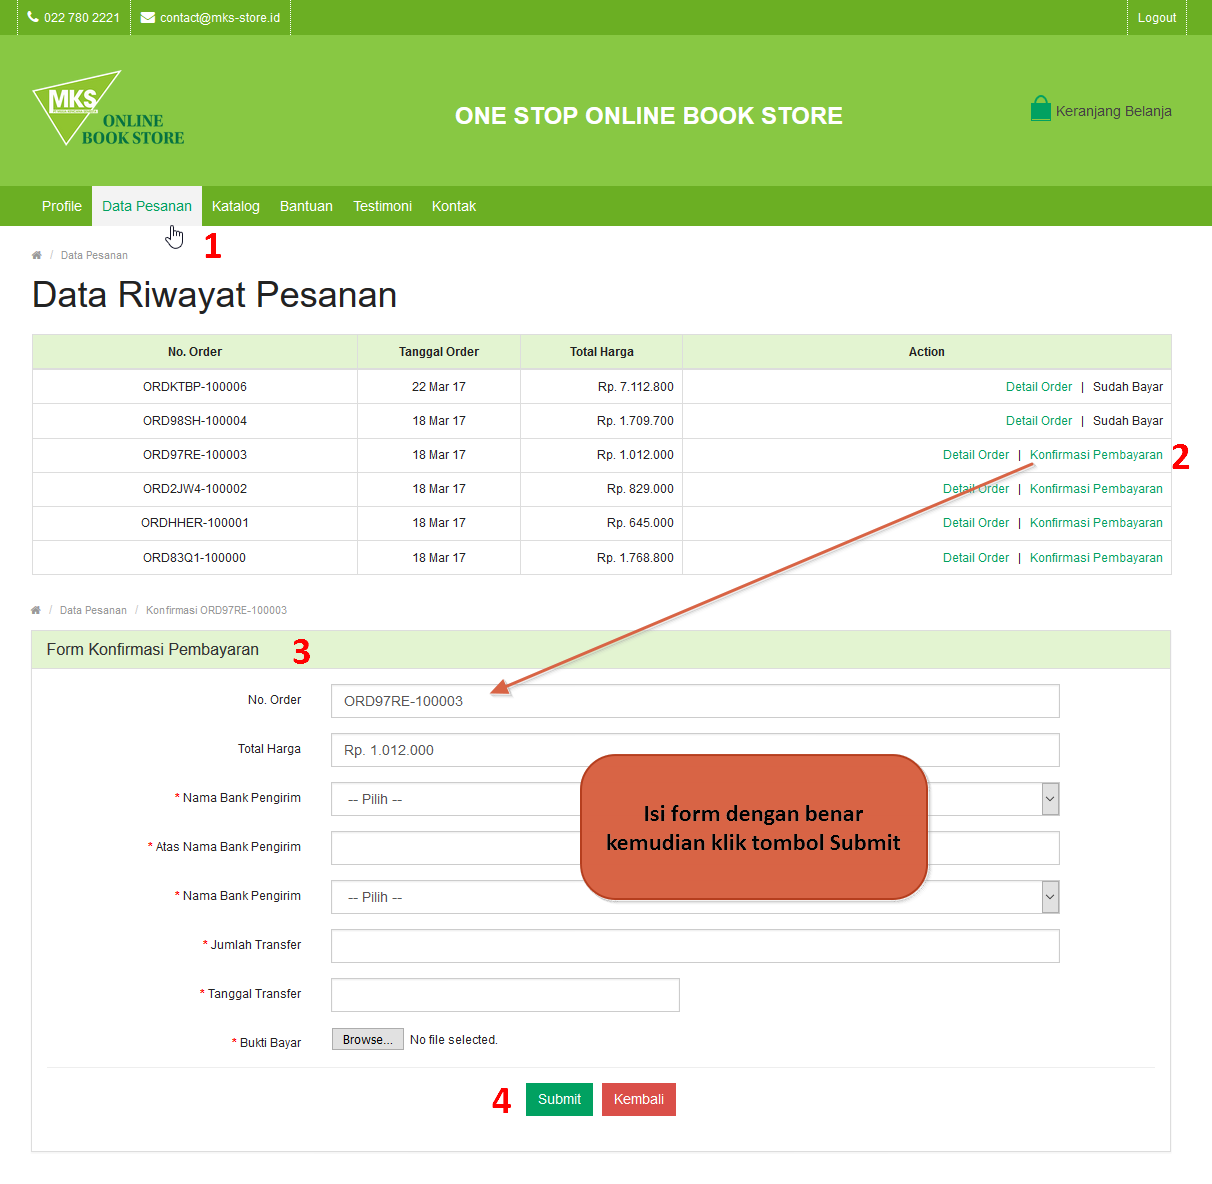 022 780 2221 contact@mks-store.id Logout
MKS
ONLINE
BOOK STORE
ONE STOP ONLINE BOOK STORE
Keranjang Belanja
Profile Data Pesanan Katalog Bantuan Testimoni Kontak
1
/ Data Pesanan
Data Riwayat Pesanan
No. Order Tanggal Order Total Harga Action
ORDKTBP-100006 22 Mar 17 Rp. 7.112.800 Detail Order | Sudah Bayar
ORD98SH-100004 18 Mar 17 Rp. 1.709.700 Detail Order | Sudah Bayar
ORD97RE-100003 18 Mar 17 Rp. 1.012.000 Detail Order | Konfirmasi Pembayaran 2
ORD2JW4-100002 18 Mar 17 Rp. 829.000 Detail Order | Konfirmasi Pembayaran
ORDHHER-100001 18 Mar 17 Rp. 645.000 Detail Order | Konfirmasi Pembayaran
ORD83Q1-100000 18 Mar 17 Rp. 1.768.800 Detail Order | Konfirmasi Pembayaran
/ Data Pesanan / Konfirmasi ORD97RE-100003
Form Konfirmasi Pembayaran 3
No. Order ORD97RE-100003
Total Harga Rp. 1.012.000
* Nama Bank Pengirim -- Pilih --
Isi form dengan benar
kemudian klik tombol Submit
* Atas Nama Bank Pengirim
* Nama Bank Pengirim -- Pilih --
* Jumlah Transfer
* Tanggal Transfer
* Bukti Bayar Browse... No file selected.
4 Submit Kembali